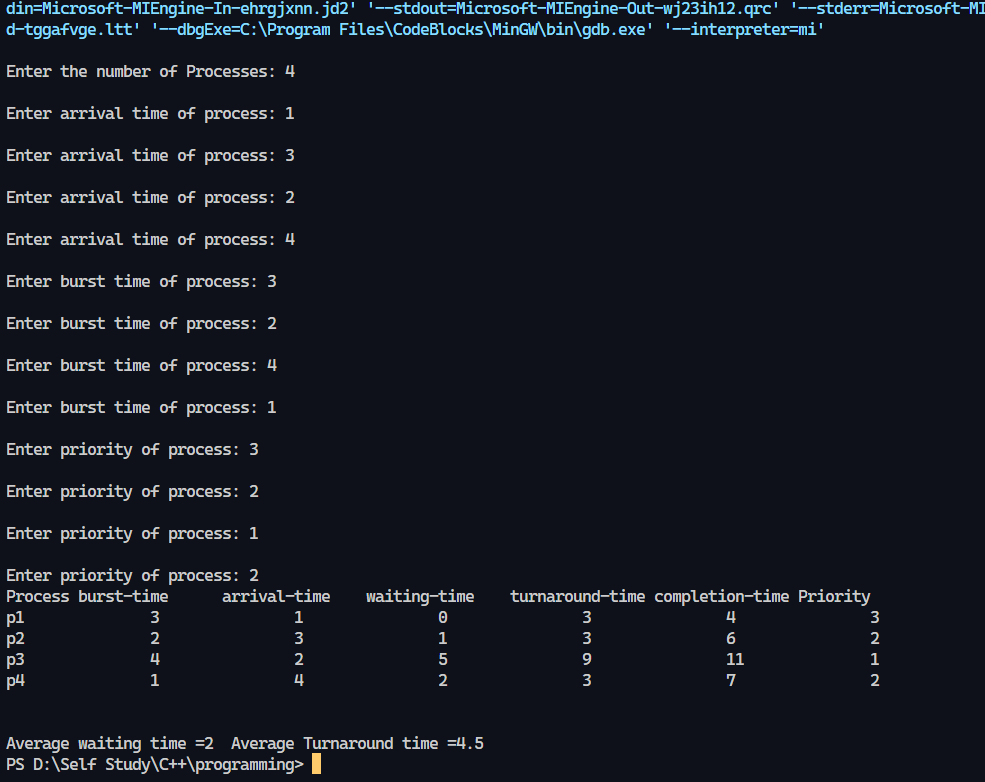 din=Microsoft-MIEngine-In-ehrgjxnn.jd2' '--stdout=Microsoft-MIEngine-Out-wj23ih12.qrc' '--stderr=Microsoft-MI
d-tggafvge.ltt' '--dbgExe=C:\Program Files\CodeBlocks\MinGW\bin\gdb.exe' '--interpreter=mi'
Enter the number of Processes: 4
Enter arrival time of process: 1
Enter arrival time of process: 3
Enter arrival time of process: 2
Enter arrival time of process: 4
Enter burst time of process: 3
Enter burst time of process: 2
Enter burst time of process: 4
Enter burst time of process: 1
Enter priority of process: 3
Enter priority of process: 2
Enter priority of process: 1
Enter priority of process: 2
Process burst-time      arrival-time    waiting-time    turnaround-time completion-time Priority
p1              3               1               0               3               4               3
p2              2               3               1               3               6               2
p3              4               2               5               9               11              1
p4              1               4               2               3               7               2
Average waiting time =2  Average Turnaround time =4.5
PS D:\Self Study\C++\programming>